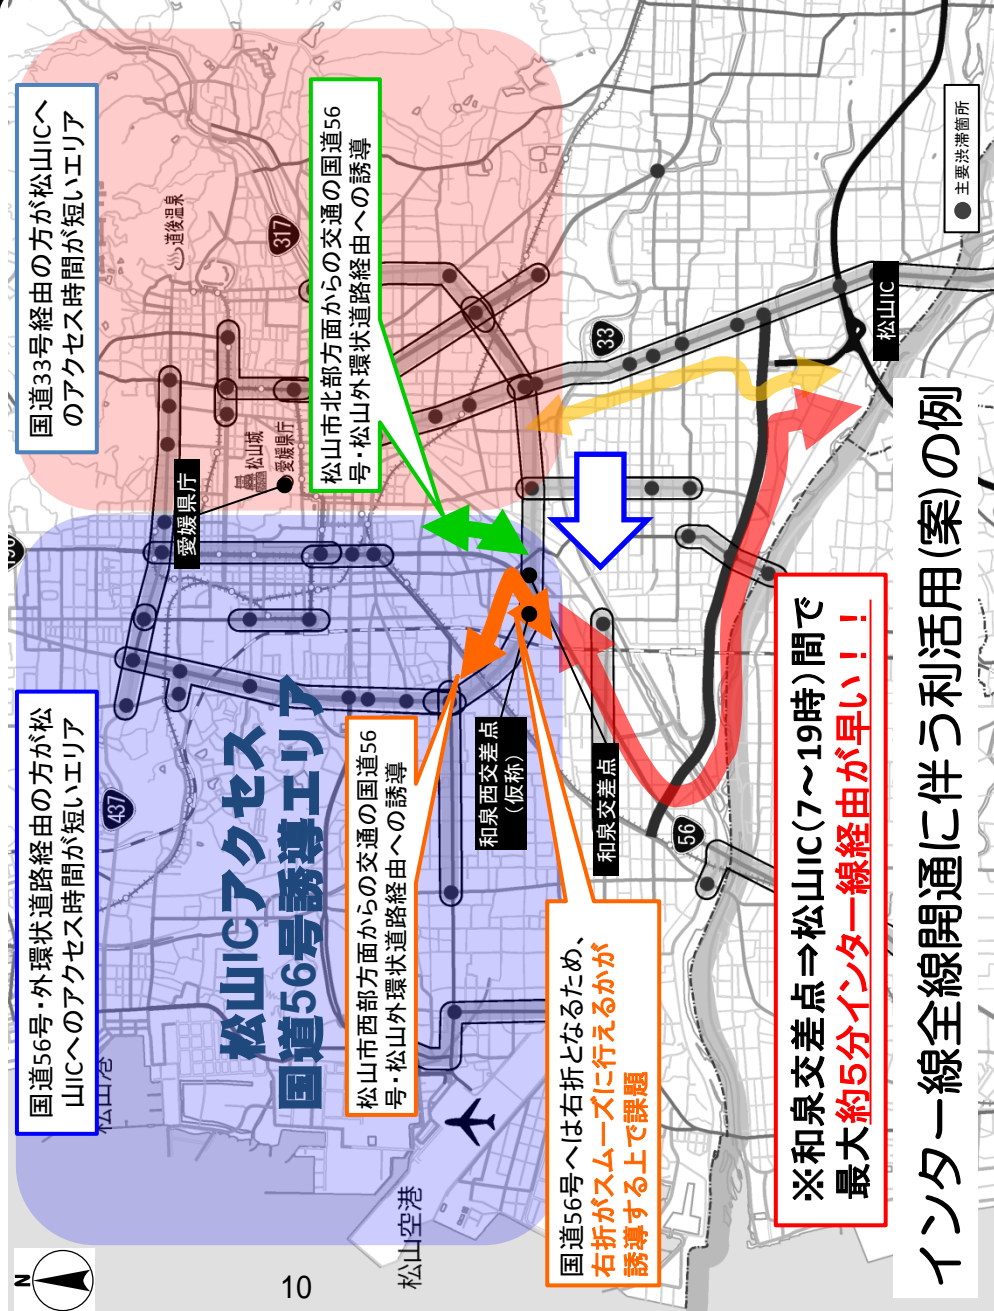 インター線全線開通に伴う利活用(案)の例
N
国道56号・外環状道路経由の方が松
山ICへのアクセス時間が短いエリア
国道33号経由の方が松山ICへ
のアクセス時間が短いエリア
437
317
道後温泉
松山城
愛媛県庁
愛媛県庁
松山港
松山ICアクセス
国道56号誘導エリア
松山市北部方面からの交通の国道56
号・松山外環状道路経由への誘導
松山市西部方面からの交通の国道56
号・松山外環状道路経由への誘導
松山空港
和泉西交差点
(仮称)
和泉交差点
33
56
松山IC
国道56号へは右折となるため、
右折がスムーズに行えるかが
誘導する上で課題
※和泉交差点⇒松山IC(7～19時)間で
最大約5分インター線経由が早い!!
●主要渋滞箇所
10